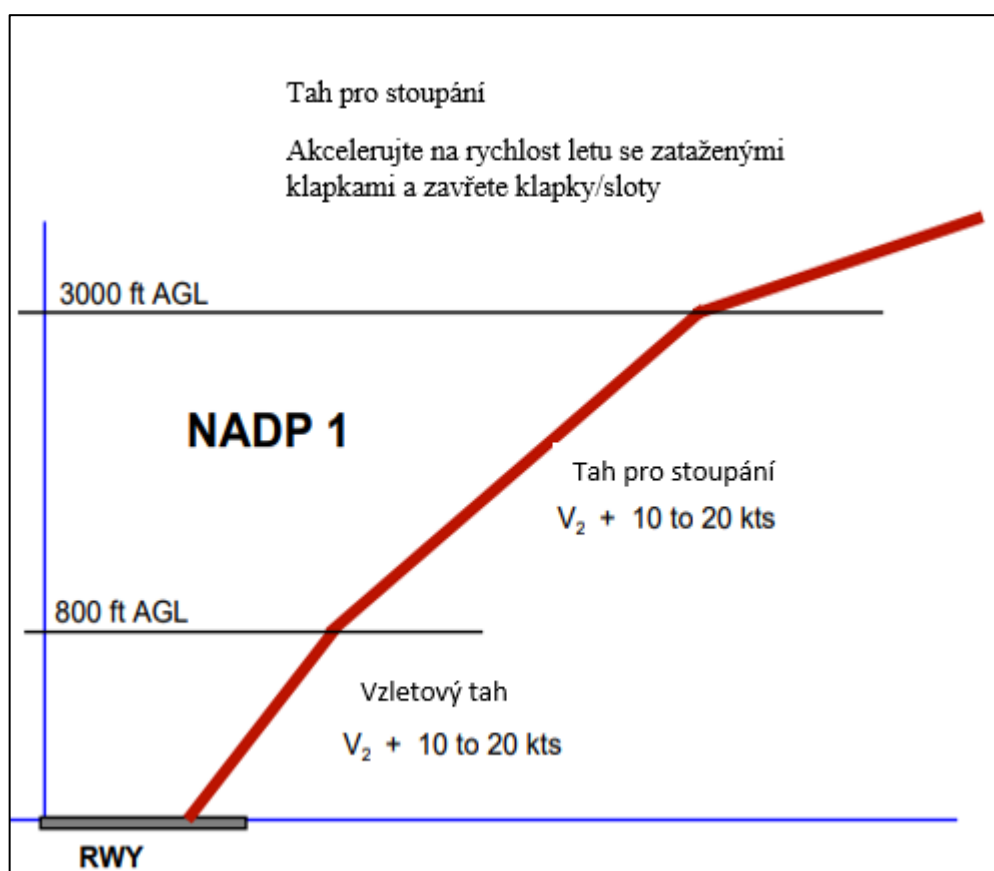 Tah pro stoupání
Akcelerujte na rychlost letu se zataženými
klapkami a zavřete klapky/sloty
3000 ft AGL
NADP 1
Tah pro stoupání
V₂ + 10 to 20 kts
800 ft AGL
Vzletový tah
V₂ + 10 to 20 kts
RWY